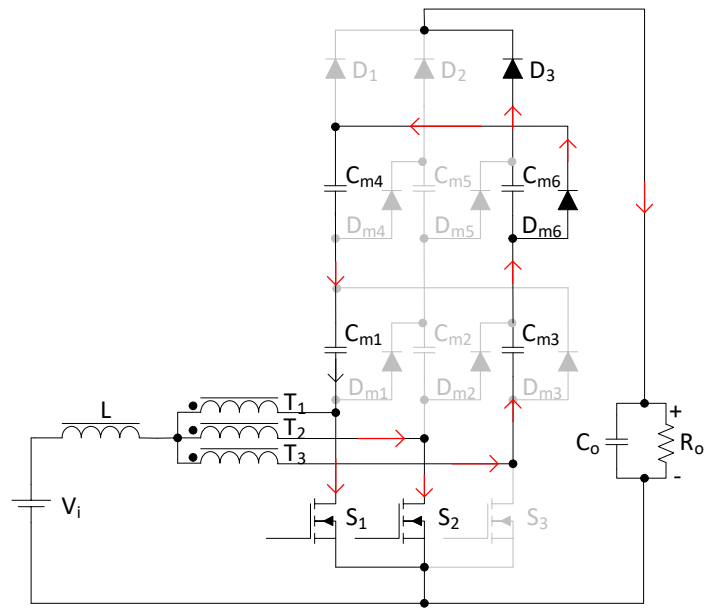 D₁ D₂ D₃
Cₘ₄ Cₘ₅ Cₘ₆
Dₘ₄ Dₘ₅ Dₘ₆
Cₘ₁ Cₘ₂ Cₘ₃
Dₘ₁ Dₘ₂ Dₘ₃
L T₁
T₂
T₃
+
Cₒ Rₒ
-
Vᵢ S₁ S₂ S₃